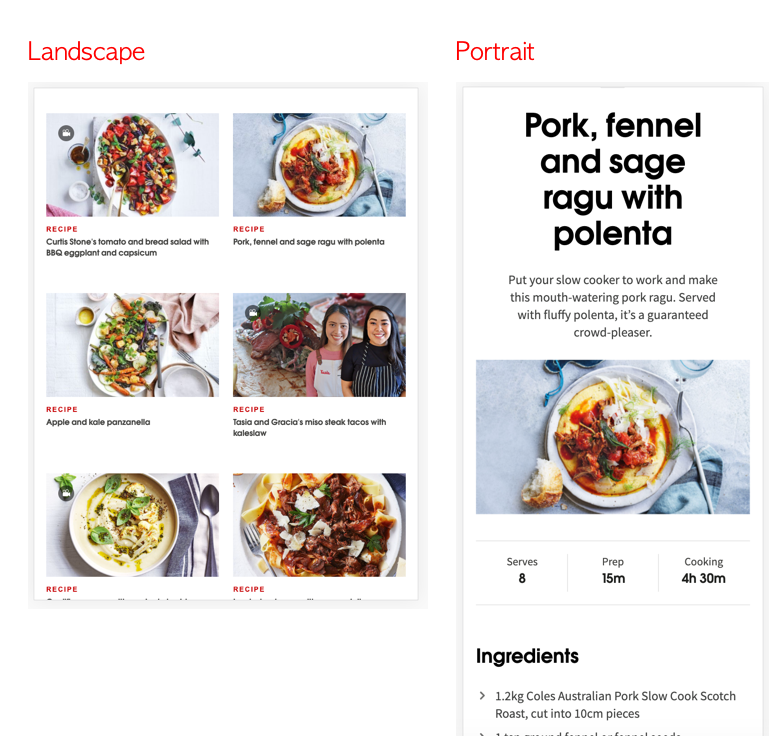 Landscape
Portrait
RECIPE
Curtis Stone's tomato and bread salad with
BBQ eggplant and capsicum
RECIPE
Pork, fennel and sage ragu with polenta
RECIPE
Apple and kale panzanella
RECIPE
Tasia and Gracia's miso steak tacos with
kaleslaw
RECIPE
RECIPE
Pork, fennel
and sage
ragu with
polenta
Put your slow cooker to work and make
this mouth-watering pork ragu. Served
with fluffy polenta, it's a guaranteed
crowd-pleaser.
Serves
8
Prep
15m
Cooking
4h 30m
Ingredients
1.2kg Coles Australian Pork Slow Cook Scotch
Roast, cut into 10cm pieces